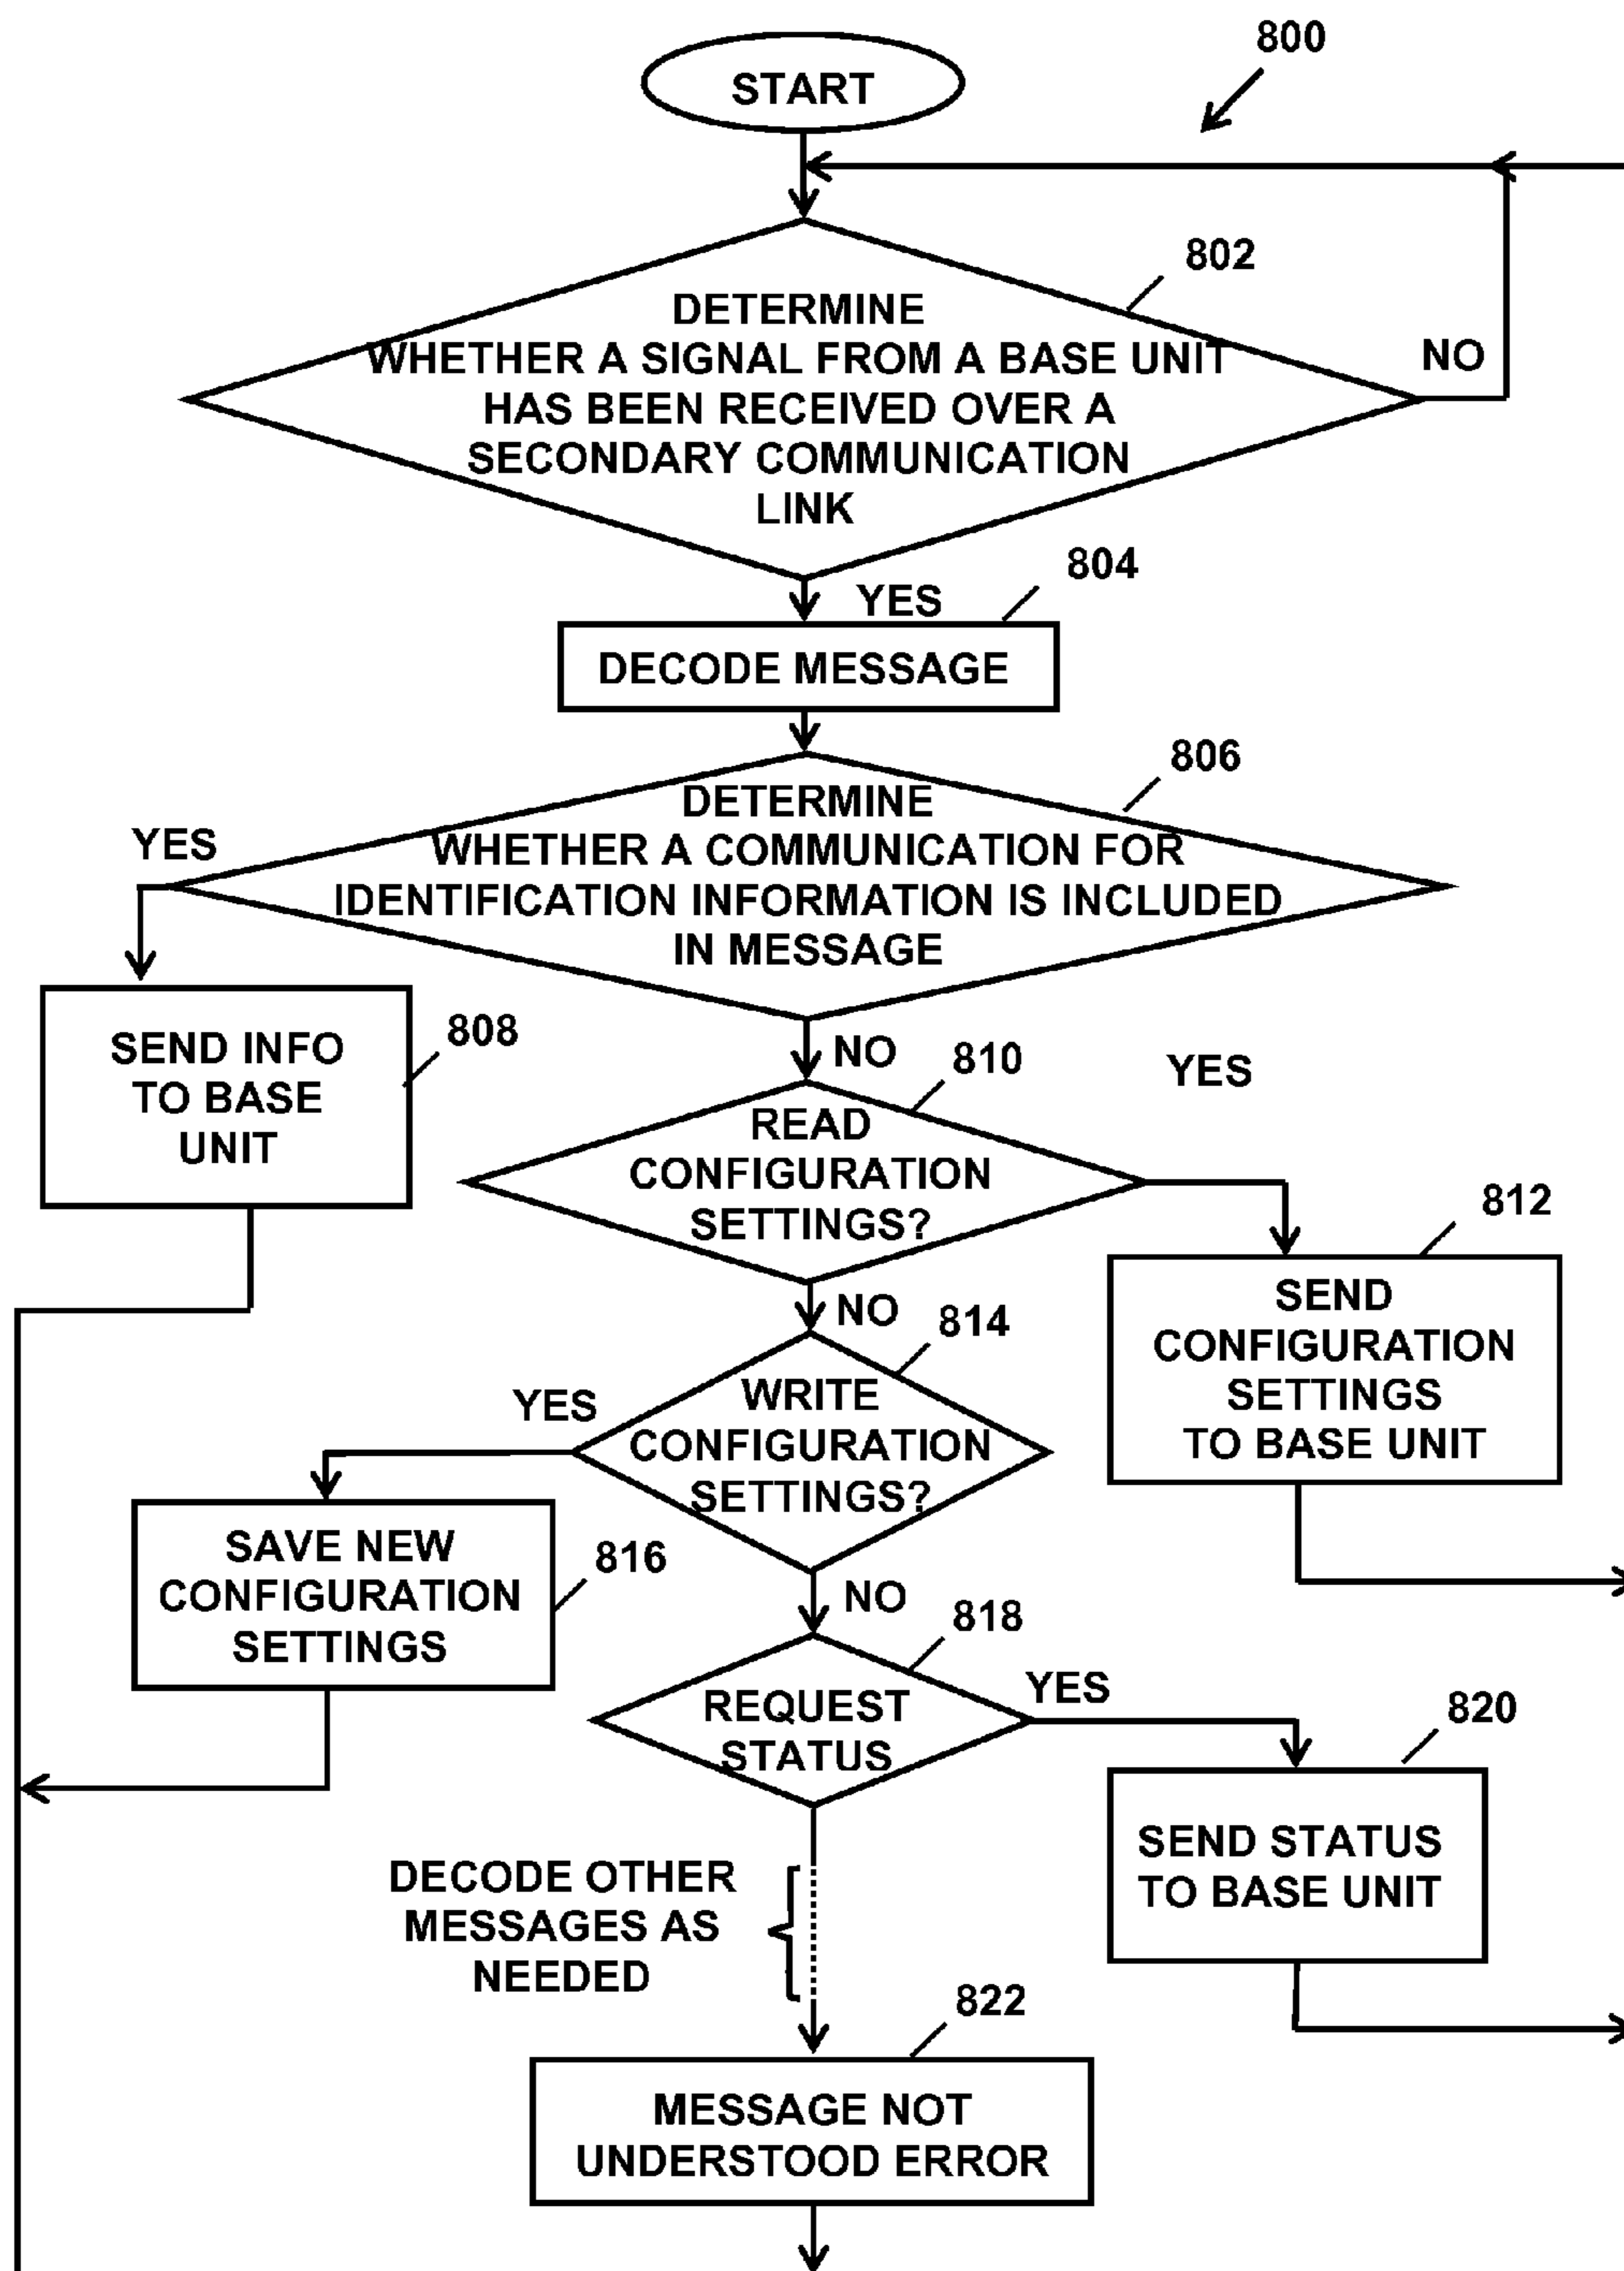 800
START
802
DETERMINE
WHETHER A SIGNAL FROM A BASE UNIT
HAS BEEN RECEIVED OVER A
SECONDARY COMMUNICATION
LINK
NO
804
YES
DECODE MESSAGE
806
DETERMINE
WHETHER A COMMUNICATION FOR
IDENTIFICATION INFORMATION IS INCLUDED
IN MESSAGE
YES
SEND INFO
TO BASE
UNIT
808
NO
810
YES
READ
CONFIGURATION
SETTINGS?
812
SEND
CONFIGURATION
SETTINGS
TO BASE UNIT
NO
814
YES
WRITE
CONFIGURATION
SETTINGS?
SAVE NEW
CONFIGURATION
SETTINGS
816
NO
818
YES
REQUEST
STATUS
820
SEND STATUS
TO BASE UNIT
DECODE OTHER
MESSAGES AS
NEEDED
822
MESSAGE NOT
UNDERSTOOD ERROR